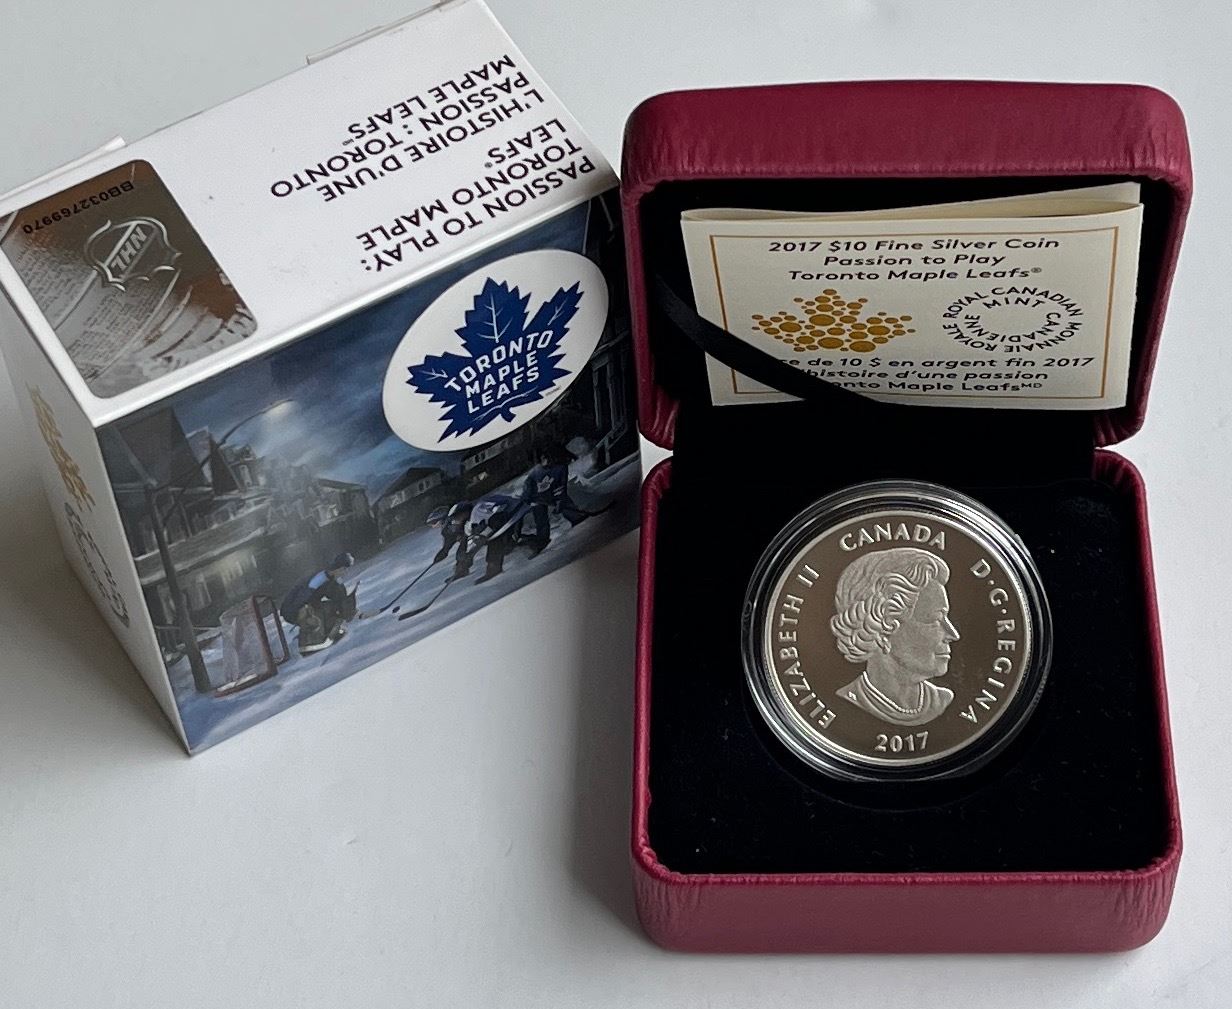 PASSION TO PLAY:
TORONTO MAPLE
LEAFS®
L'HISTOIRE D'UNE
PASSION : TORONTO
MAPLE LEAFS
BB032769970
NHL
TORONTO
MAPLE
LEAFS
2017 $10 Fine Silver Coin
Passion to Play
Toronto Maple Leafs®
ROYAL CANADIAN MINT
MONNAIE ROYALE CANADIENNE
de 10 $ en argent fin 2017
histoire d'une passion
Maple Leafsᴹᴰ
ELIZABETH II CANADA D·G·REGINA
2017